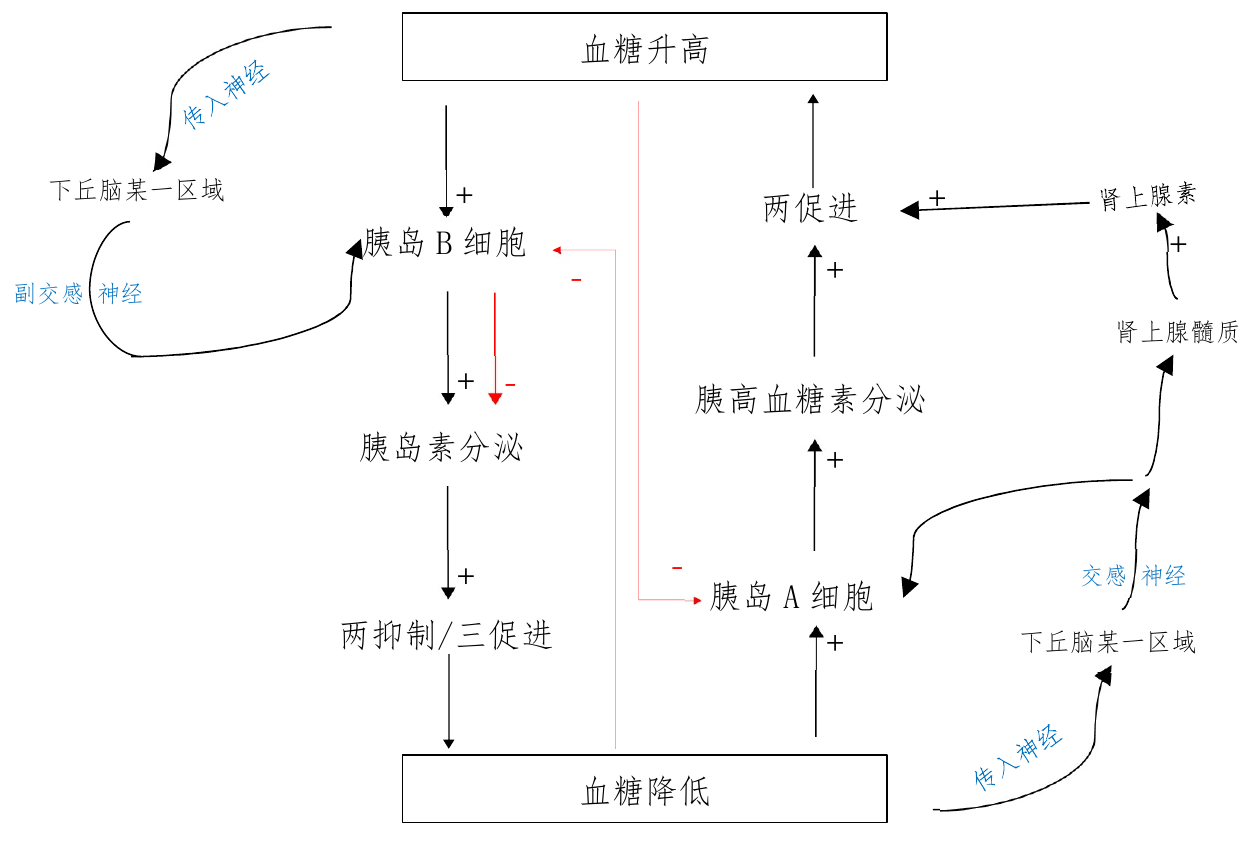 血糖升高
传入神经
下丘脑某一区域
+
两促进
+
肾上腺素
胰岛B细胞
+
-
+
副交感 神经
肾上腺髓质
+
-
胰高血糖素分泌
胰岛素分泌
+
+
-
胰岛A细胞
交感 神经
两抑制/三促进
+
下丘脑某一区域
传入神经
血糖降低